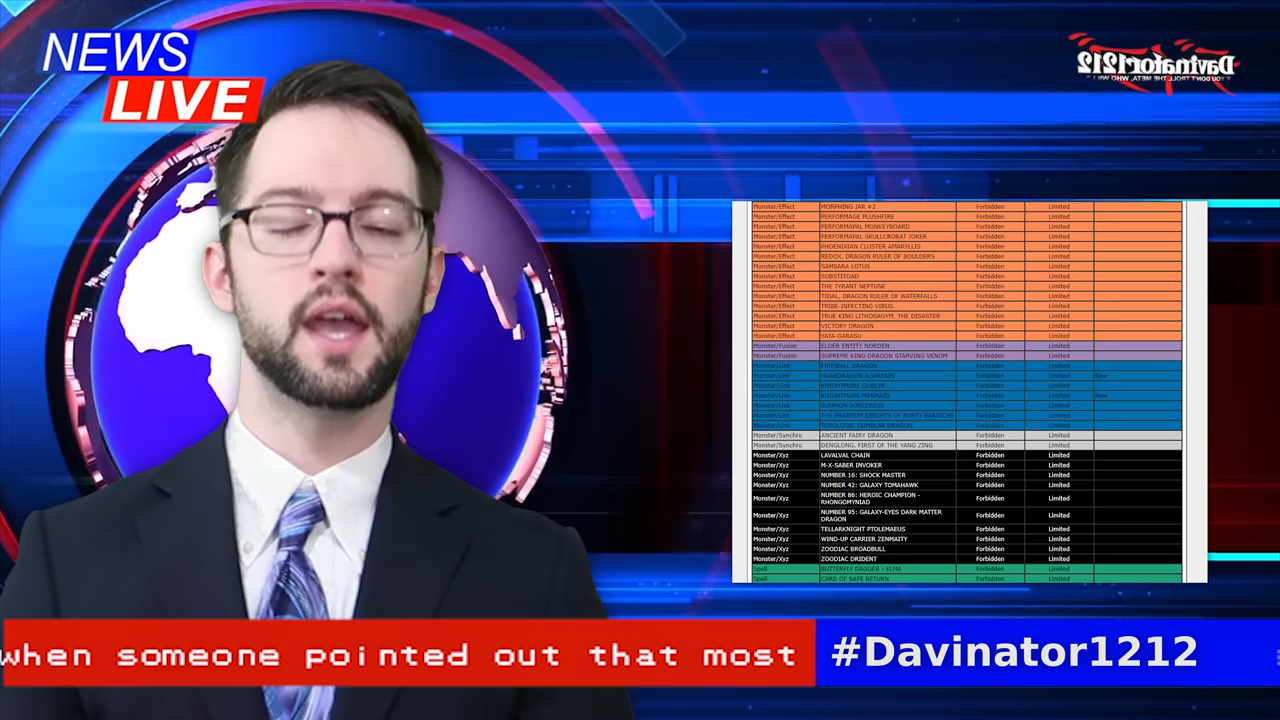 NEWS
LIVE
Davinator1212
IF YOU DON'T TROLL THE META, WHO WILL?
Monster/Effect MORPHING JAR #2 Forbidden Limited
Monster/Effect PERFORMAGE PLUSHFIRE Forbidden Limited
Monster/Effect PERFORMAPAL MONKEYBOARD Forbidden Limited
Monster/Effect PERFORMAPAL SKULLCROBAT JOKER Forbidden Limited
Monster/Effect PHOENIXIAN CLUSTER AMARYLLIS Forbidden Limited
Monster/Effect REDOX, DRAGON RULER OF BOULDERS Forbidden Limited
Monster/Effect SAMSARA LOTUS Forbidden Limited
Monster/Effect SUBSTITOAD Forbidden Limited
Monster/Effect THE TYRANT NEPTUNE Forbidden Limited
Monster/Effect TIDAL, DRAGON RULER OF WATERFALLS Forbidden Limited
Monster/Effect TRIBE-INFECTING VIRUS Forbidden Limited
Monster/Effect TRUE KING LITHOSAGYM, THE DISASTER Forbidden Limited
Monster/Effect VICTORY DRAGON Forbidden Limited
Monster/Effect YATA-GARASU Forbidden Limited
Monster/Fusion ELDER ENTITY NORDEN Forbidden Limited
Monster/Fusion SUPREME KING DRAGON STARVING VENOM Forbidden Limited
Monster/Link FIREWALL DRAGON Forbidden Limited
Monster/Link GUARDRAGON AGARPAIN Forbidden Limited New
Monster/Link KNIGHTMARE GOBLIN Forbidden Limited
Monster/Link KNIGHTMARE MERMAID Forbidden Limited New
Monster/Link SUMMON SORCERESS Forbidden Limited
Monster/Link THE PHANTOM KNIGHTS OF RUSTY BARDICHE Forbidden Limited
Monster/Link TOPOLOGIC GUMBLAR DRAGON Forbidden Limited
Monster/Synchro ANCIENT FAIRY DRAGON Forbidden Limited
Monster/Synchro DENGLONG, FIRST OF THE YANG ZING Forbidden Limited
Monster/Xyz LAVALVAL CHAIN Forbidden Limited
Monster/Xyz M-X-SABER INVOKER Forbidden Limited
Monster/Xyz NUMBER 16: SHOCK MASTER Forbidden Limited
Monster/Xyz NUMBER 42: GALAXY TOMAHAWK Forbidden Limited
Monster/Xyz NUMBER 86: HEROIC CHAMPION - Forbidden Limited
RHONGOMYNIAD
Monster/Xyz NUMBER 95: GALAXY-EYES DARK MATTER Forbidden Limited
DRAGON
Monster/Xyz TELLARKNIGHT PTOLEMAEUS Forbidden Limited
Monster/Xyz WIND-UP CARRIER ZENMAITY Forbidden Limited
Monster/Xyz ZOODIAC BROADBULL Forbidden Limited
Monster/Xyz ZOODIAC DRIDENT Forbidden Limited
Spell BUTTERFLY DAGGER - ELMA Forbidden Limited
Spell CARD OF SAFE RETURN Forbidden Limited
when someone pointed out that most
#Davinator1212